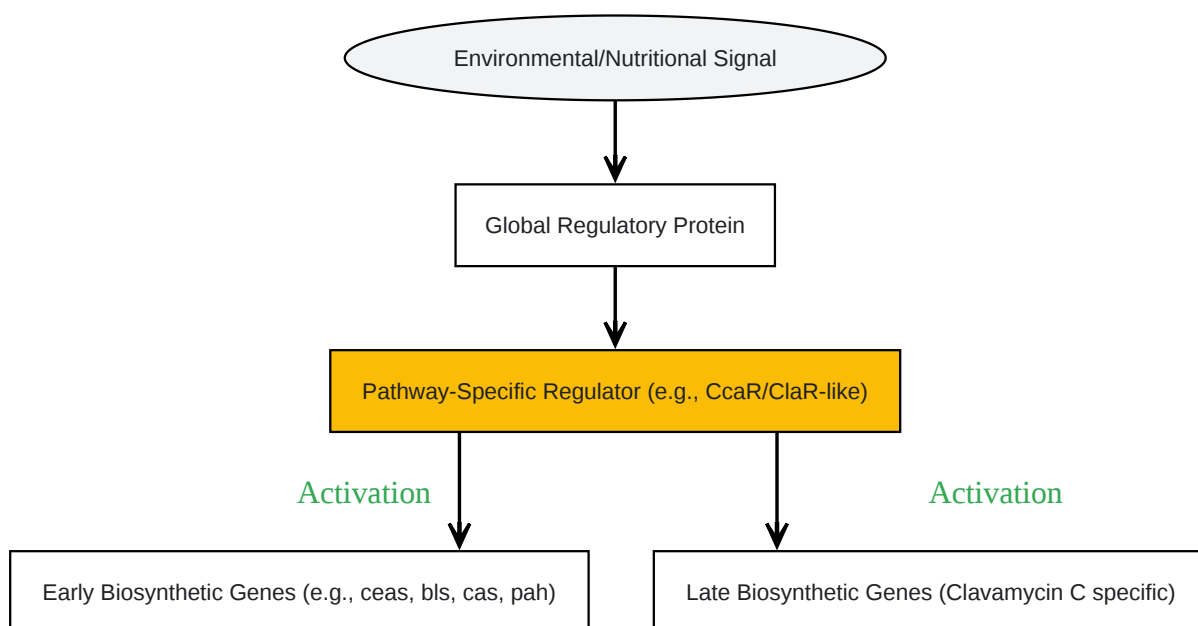 Environmental/Nutritional Signal
Global Regulatory Protein
Pathway-Specific Regulator (e.g., CcaR/ClaR-like)
Activation
Activation
Early Biosynthetic Genes (e.g., ceas, bls, cas, pah)
Late Biosynthetic Genes (Clavamycin C specific)